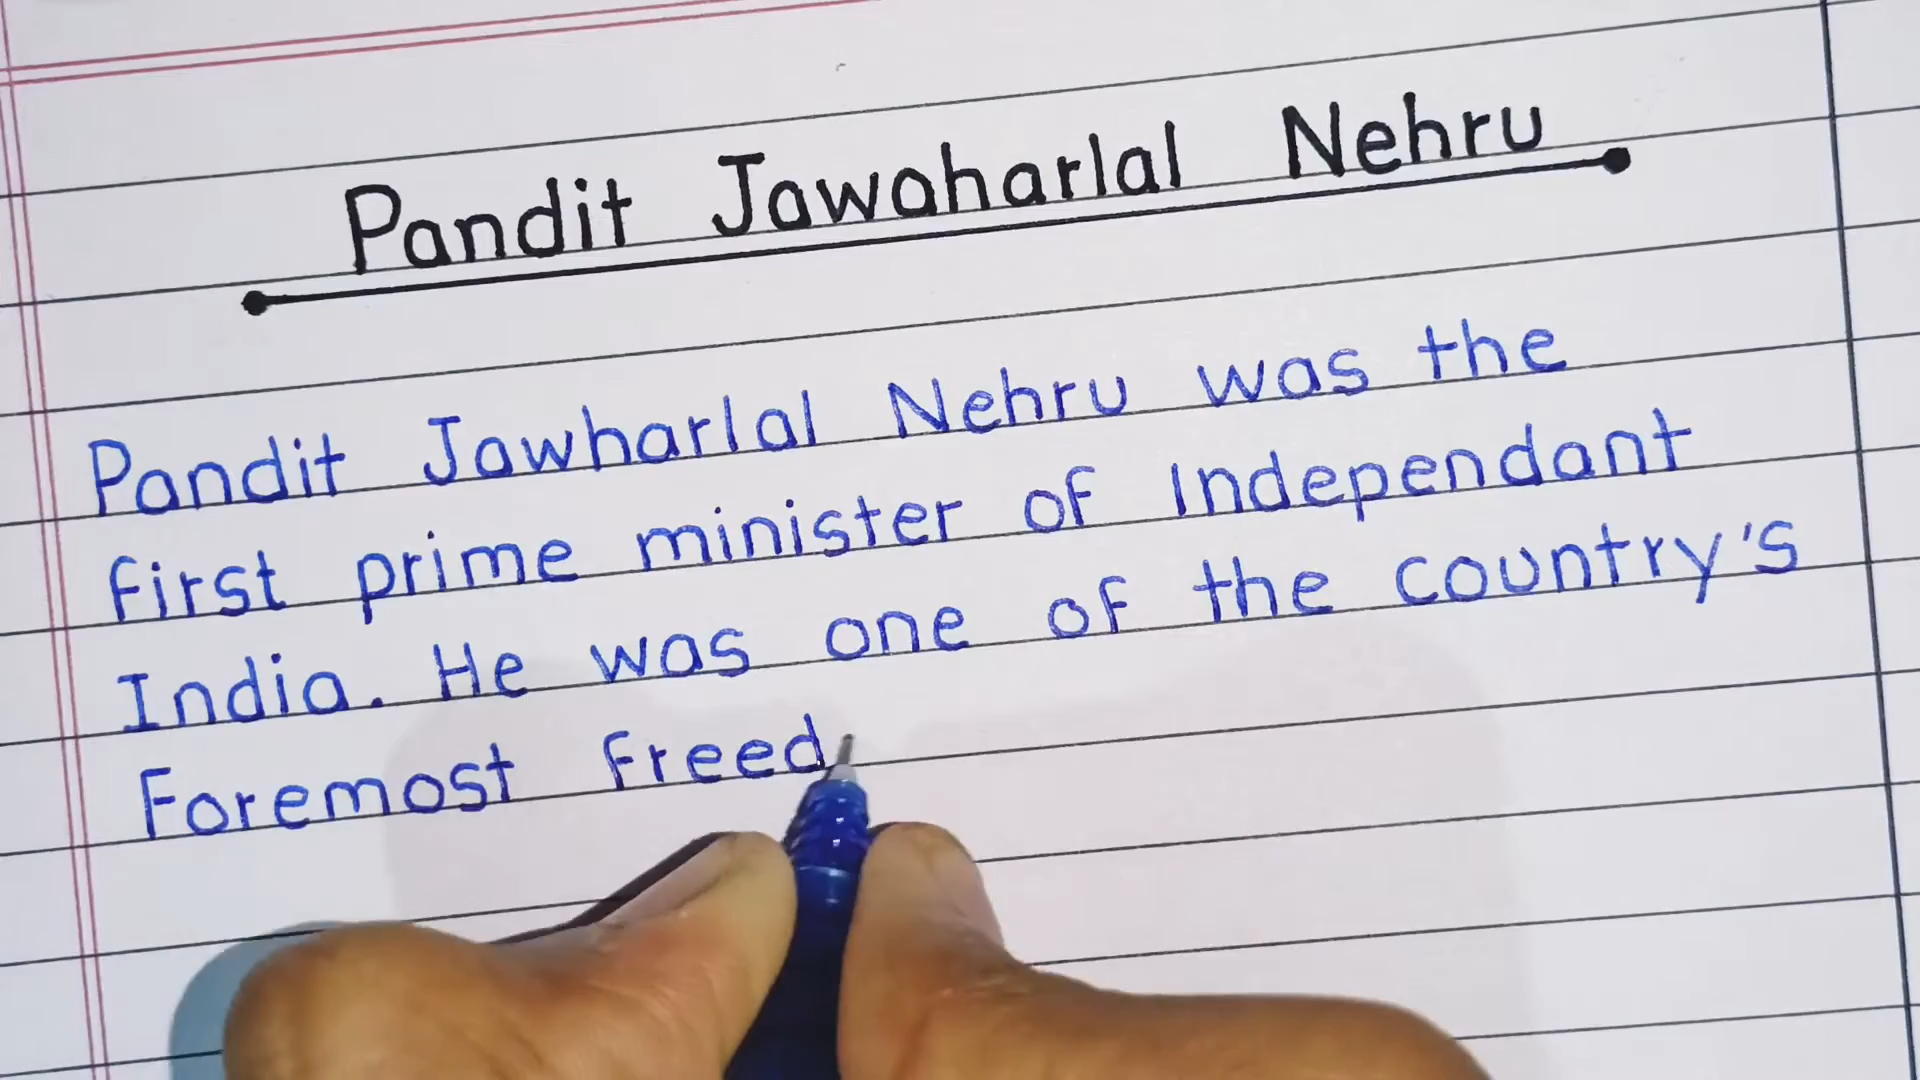 Pandit Jawaharlal Nehru
Pandit Jawharlal Nehru was the
first prime minister of Independant
India. He was one of the country's
Foremost freed